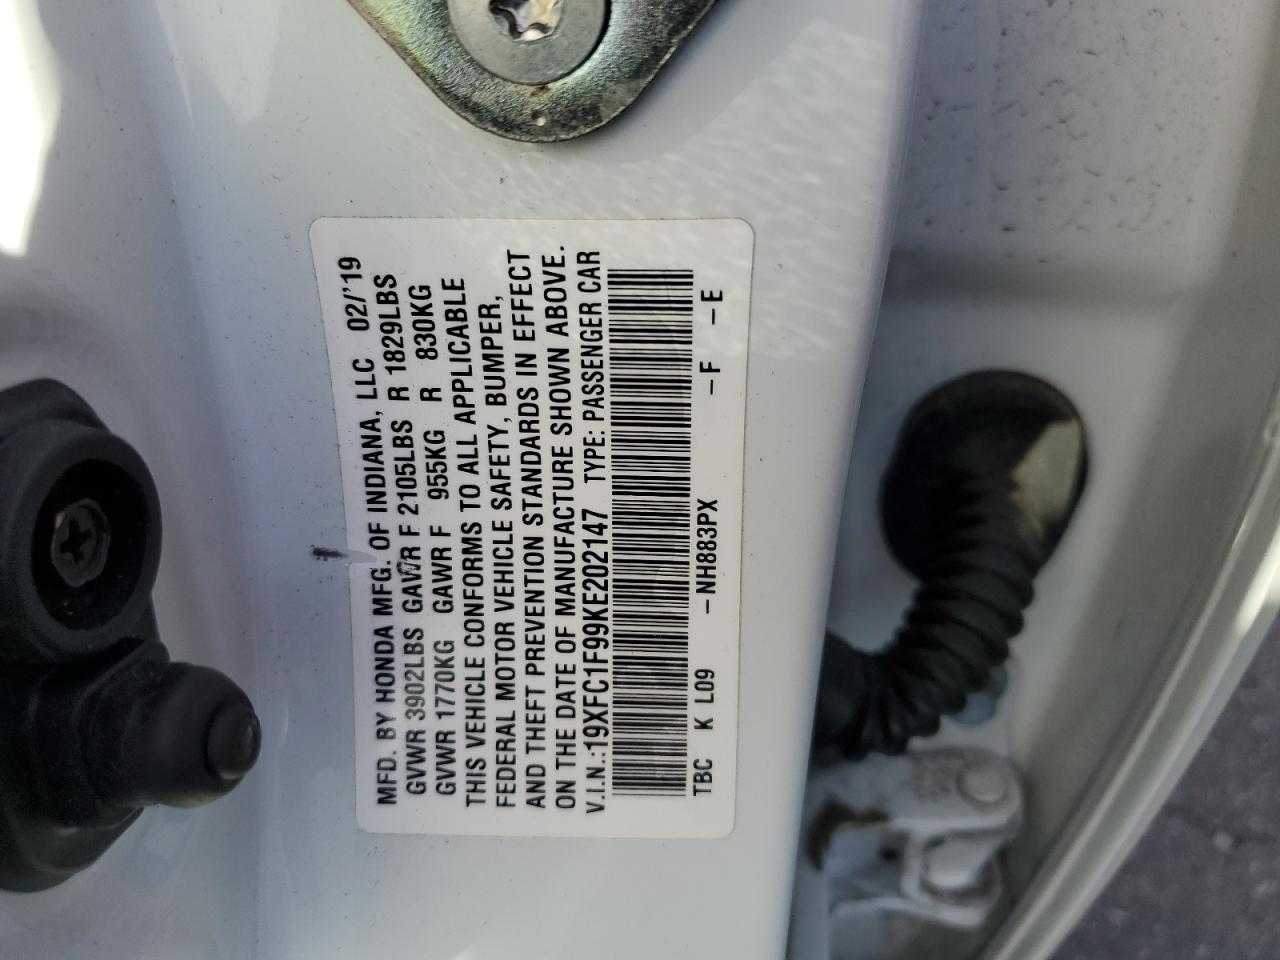 MFD. BY HONDA MFG. OF INDIANA, LLC 02/'19
GVWR 3902LBS GAWR F 2105LBS R 1829LBS
GVWR 1770KG GAWR F 955KG R 830KG
THIS VEHICLE CONFORMS TO ALL APPLICABLE
FEDERAL MOTOR VEHICLE SAFETY, BUMPER,
AND THEFT PREVENTION STANDARDS IN EFFECT
ON THE DATE OF MANUFACTURE SHOWN ABOVE.
V.I.N.:19XFC1F99KE202147 TYPE: PASSENGER CAR
TBC K L09 –NH883PX –F –E